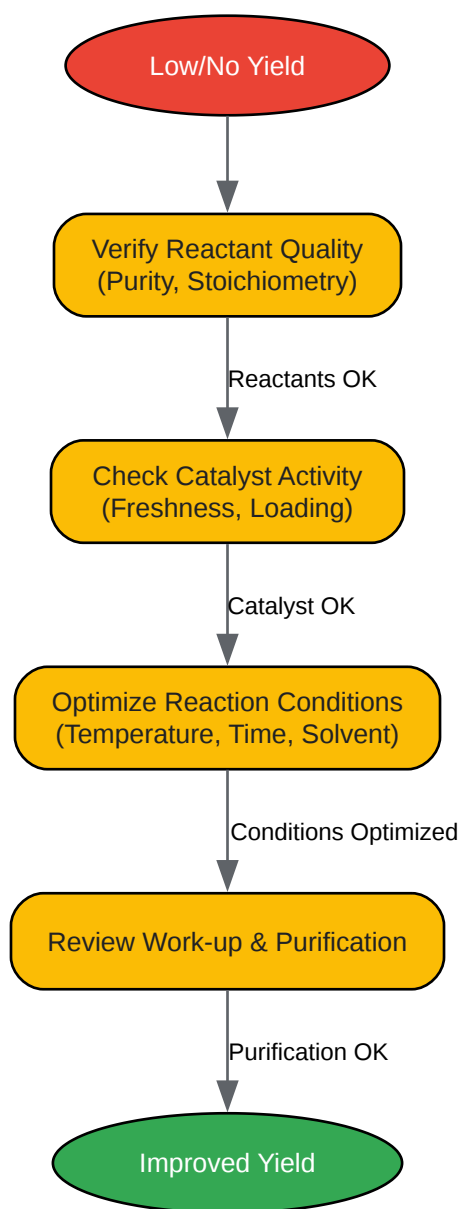 Low/No Yield
Verify Reactant Quality
(Purity, Stoichiometry)
Reactants OK
Check Catalyst Activity
(Freshness, Loading)
Catalyst OK
Optimize Reaction Conditions
(Temperature, Time, Solvent)
Conditions Optimized
Review Work-up & Purification
Purification OK
Improved Yield